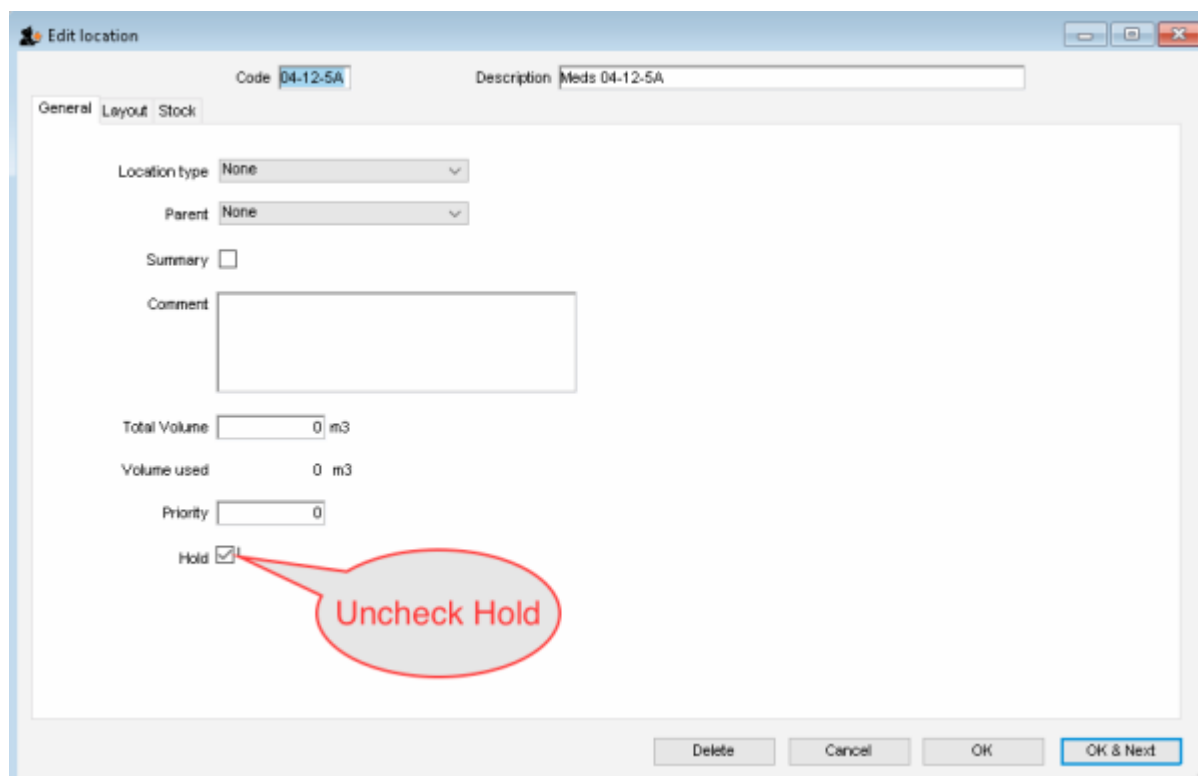 Edit location
Code 04-12-5A Description Meds 04-12-5A
General Layout Stock
Location type None
Parent None
Summary
Comment
Total Volume 0 m3
Volume used 0 m3
Priority 0
Hold
Uncheck Hold
Delete Cancel OK OK & Next